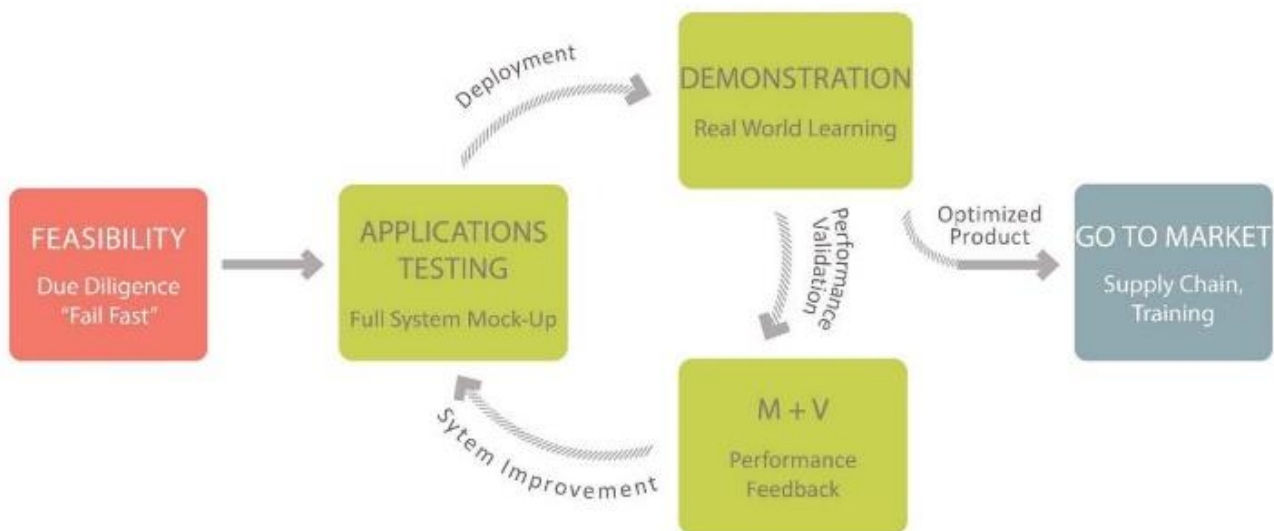 FEASIBILITY
Due Diligence
“Fail Fast”
APPLICATIONS
TESTING
Full System Mock-Up
Deployment
DEMONSTRATION
Real World Learning
Performance
Validation
M + V
Performance
Feedback
Sytem Improvement
Optimized
Product
GO TO MARKET
Supply Chain,
Training